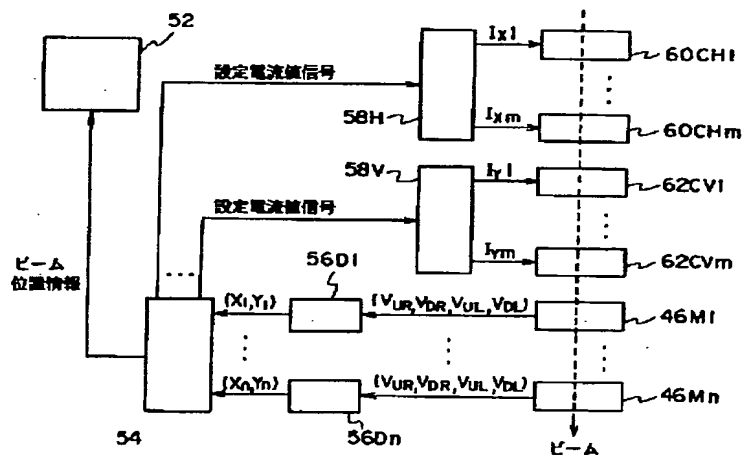 52
IX1
60CH1
設定電流値信号
58H
IXm
60CHm
58V
IY1
62CV1
設定電流値信号
IYm
62CVm
ビーム
位置情報
56D1
(X1,Y1)
(VUR,VDR,VUL,VDL)
46M1
(Xn,Yn)
(VUR,VDR,VUL,VDL)
46Mn
54
56Dn
ビーム